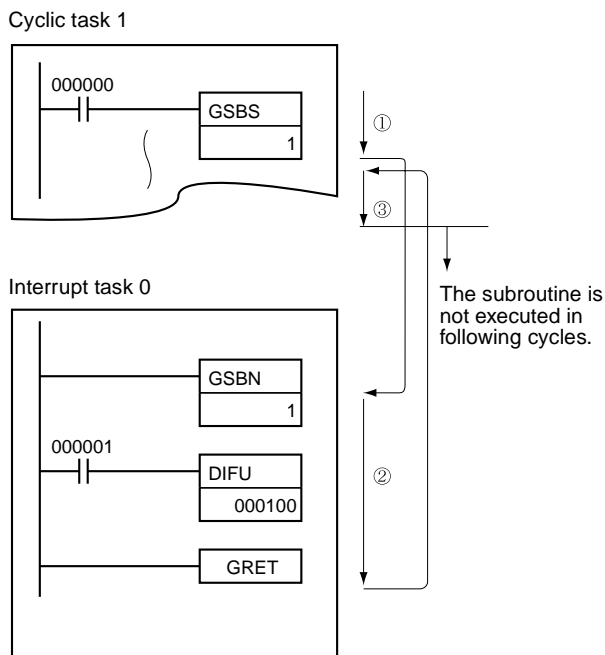 Cyclic task 1
000000
GSBS
1
①
③
Interrupt task 0
The subroutine is
not executed in
following cycles.
GSBN
1
000001
DIFU
②
000100
GRET